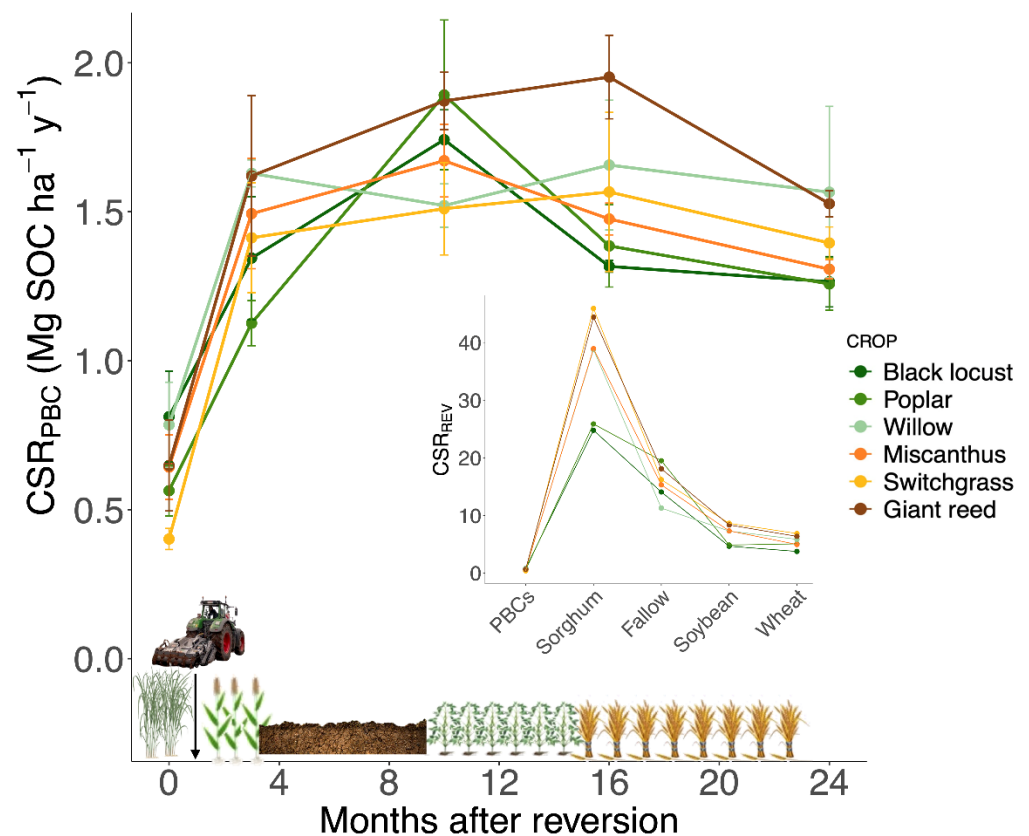 CSR_PBC (Mg SOC ha⁻¹ y⁻¹)
2.0
1.5
1.0
0.5
0.0
0 4 8 12 16 20 24
Months after reversion
CSR_REV
40
30
20
10
0
PBCs Sorghum Fallow Soybean Wheat
CROP
Black locust
Poplar
Willow
Miscanthus
Switchgrass
Giant reed